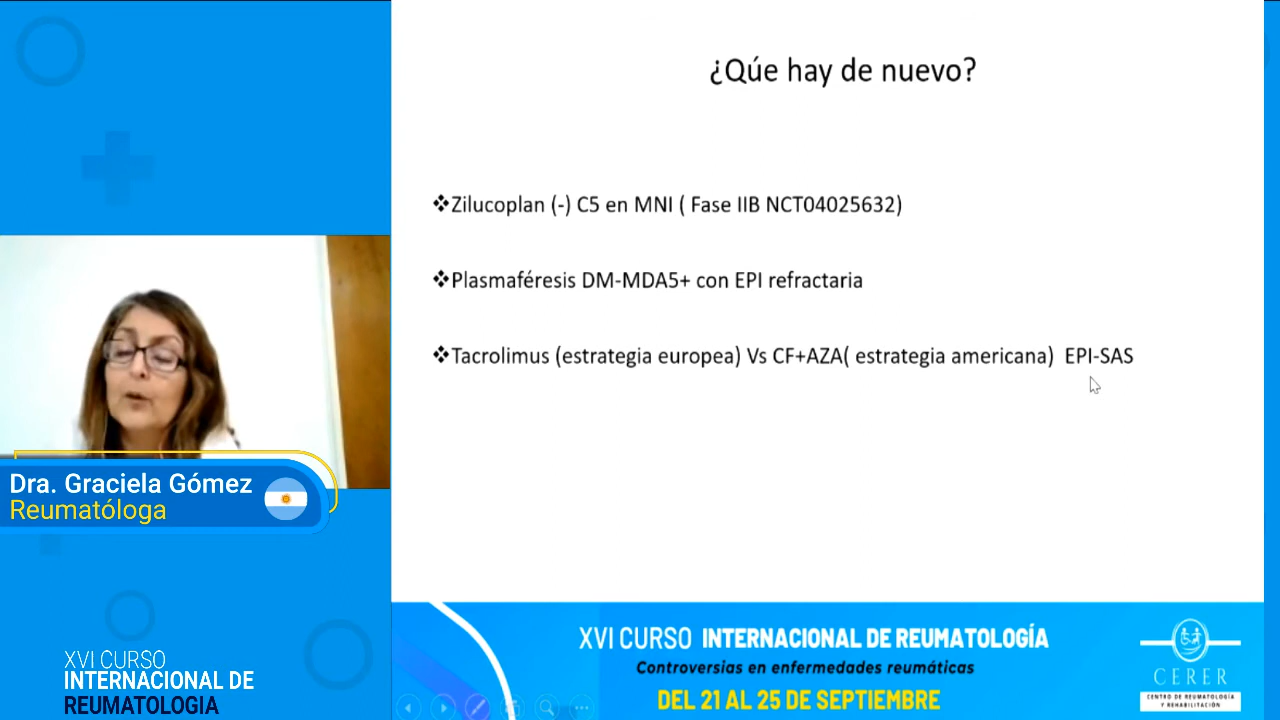 ¿Qúe hay de nuevo?
❖Zilucoplan (-) C5 en MNI ( Fase IIB NCT04025632)
❖Plasmaféresis DM-MDA5+ con EPI refractaria
❖Tacrolimus (estrategia europea) Vs CF+AZA( estrategia americana)  EPI-SAS
Dra. Graciela Gómez
Reumatóloga
XVI CURSO
INTERNACIONAL DE
REUMATOLOGIA
XVI CURSO INTERNACIONAL DE REUMATOLOGÍA
Controversias en enfermedades reumáticas
DEL 21 AL 25 DE SEPTIEMBRE
CERER
CENTRO DE REUMATOLOGÍA
Y REHABILITACIÓN